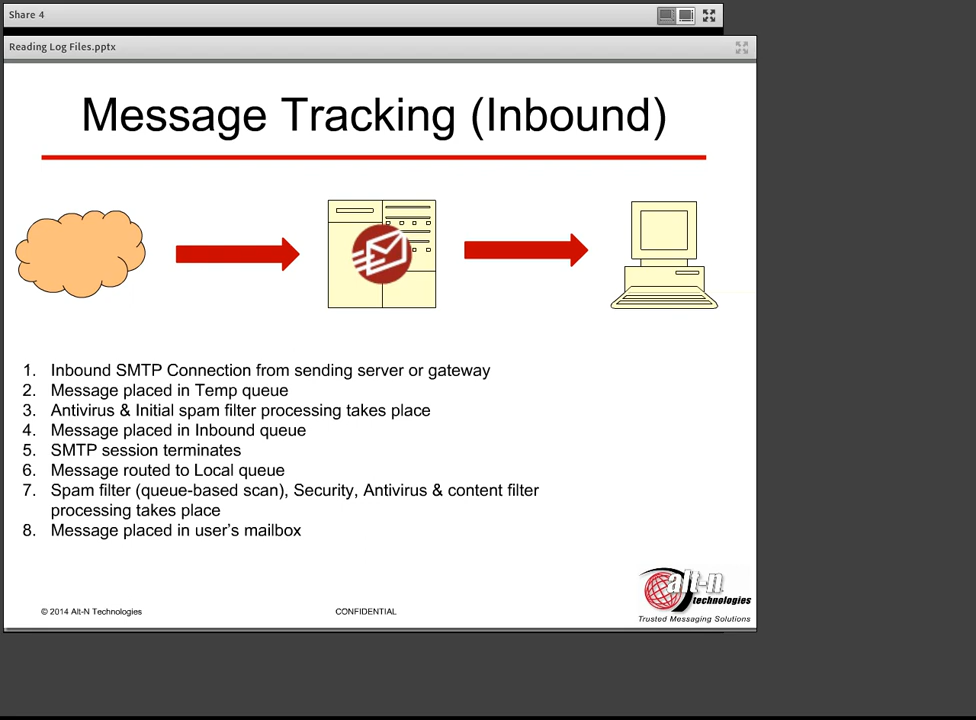 Share 4
Reading Log Files.pptx
Message Tracking (Inbound)
1. Inbound SMTP Connection from sending server or gateway
2. Message placed in Temp queue
3. Antivirus & Initial spam filter processing takes place
4. Message placed in Inbound queue
5. SMTP session terminates
6. Message routed to Local queue
7. Spam filter (queue-based scan), Security, Antivirus & content filter
processing takes place
8. Message placed in user's mailbox
alt-n
technologies
Trusted Messaging Solutions
© 2014 Alt-N Technologies
CONFIDENTIAL